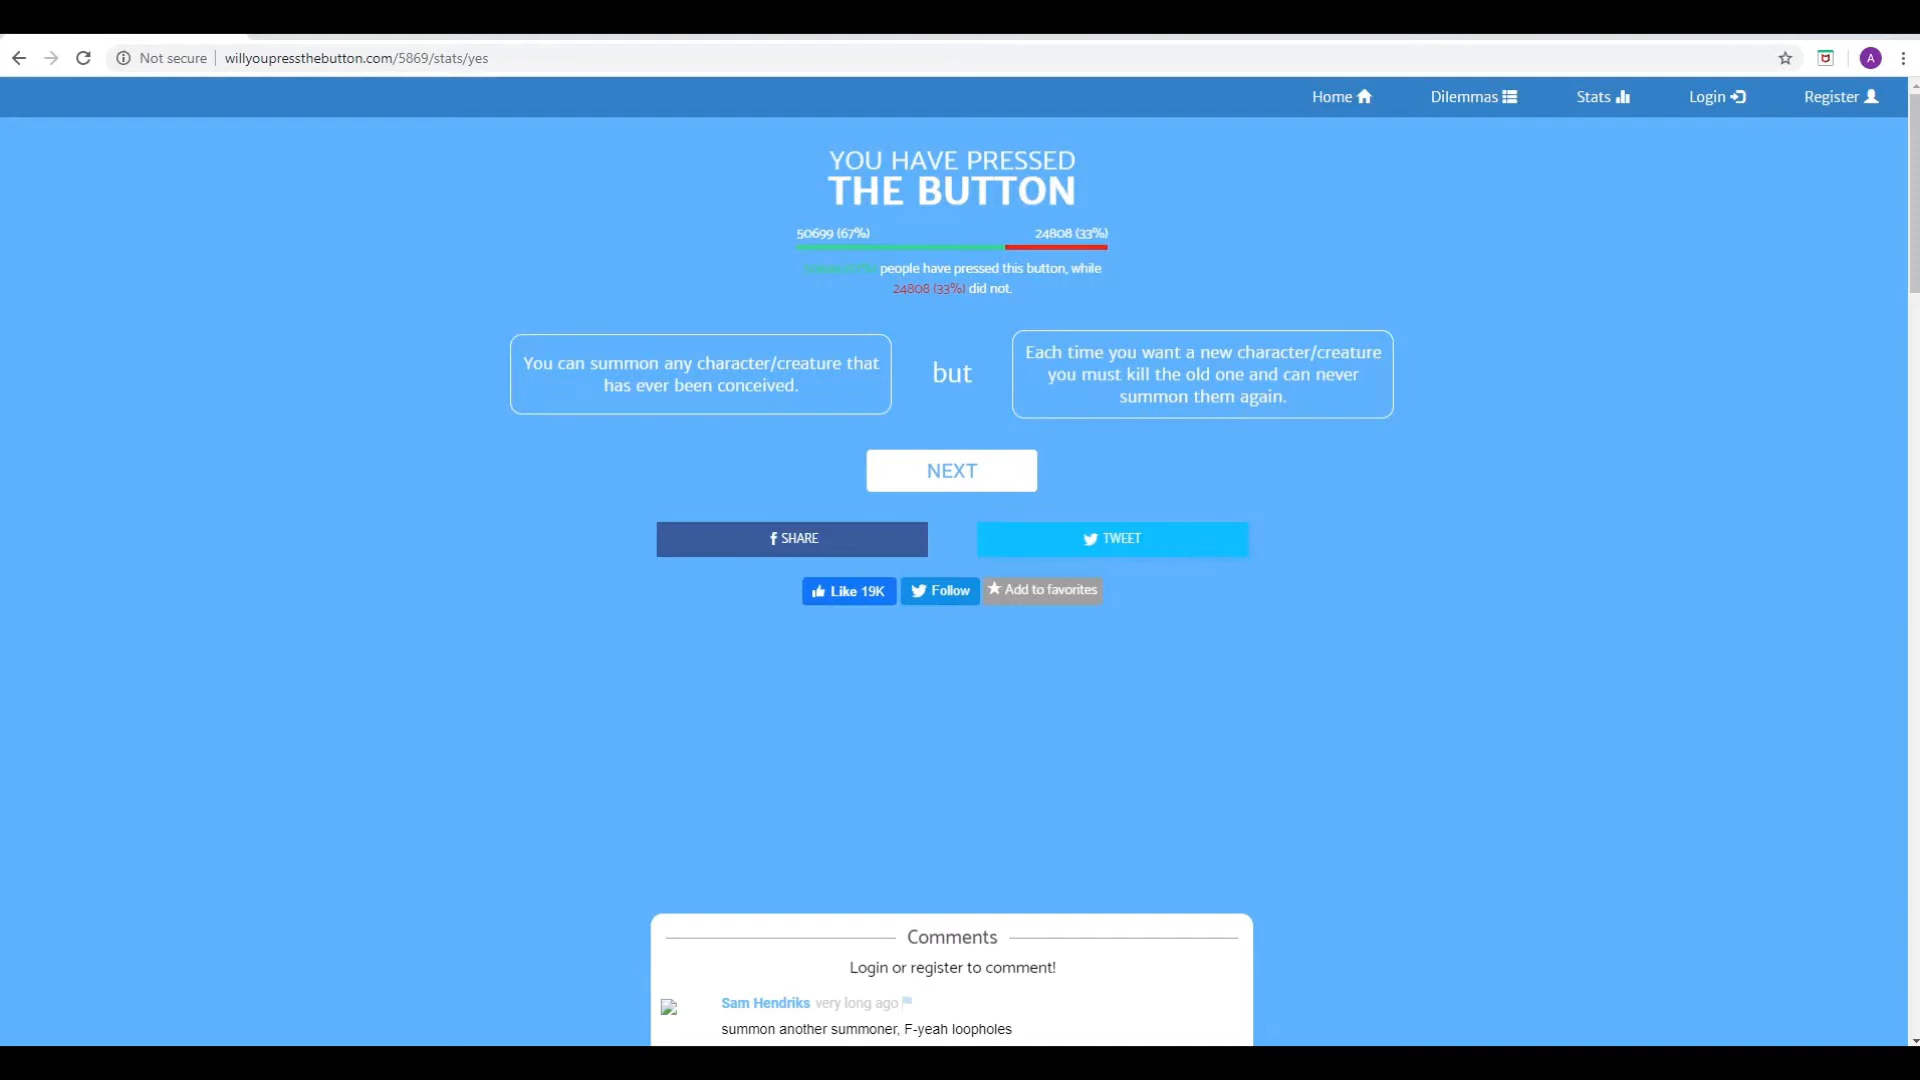 Not secure willyoupressthebutton.com/5869/stats/yes A
Home Dilemmas Stats Login Register
YOU HAVE PRESSED
THE BUTTON
50699 (67%) 24808 (33%)
people have pressed this button, while
24808 (33%) did not.
You can summon any character/creature that
has ever been conceived.
but
Each time you want a new character/creature
you must kill the old one and can never
summon them again.
NEXT
SHARE
TWEET
Like 19K
Follow
Add to favorites
Comments
Login or register to comment!
Sam Hendriks very long ago
summon another summoner, F-yeah loopholes